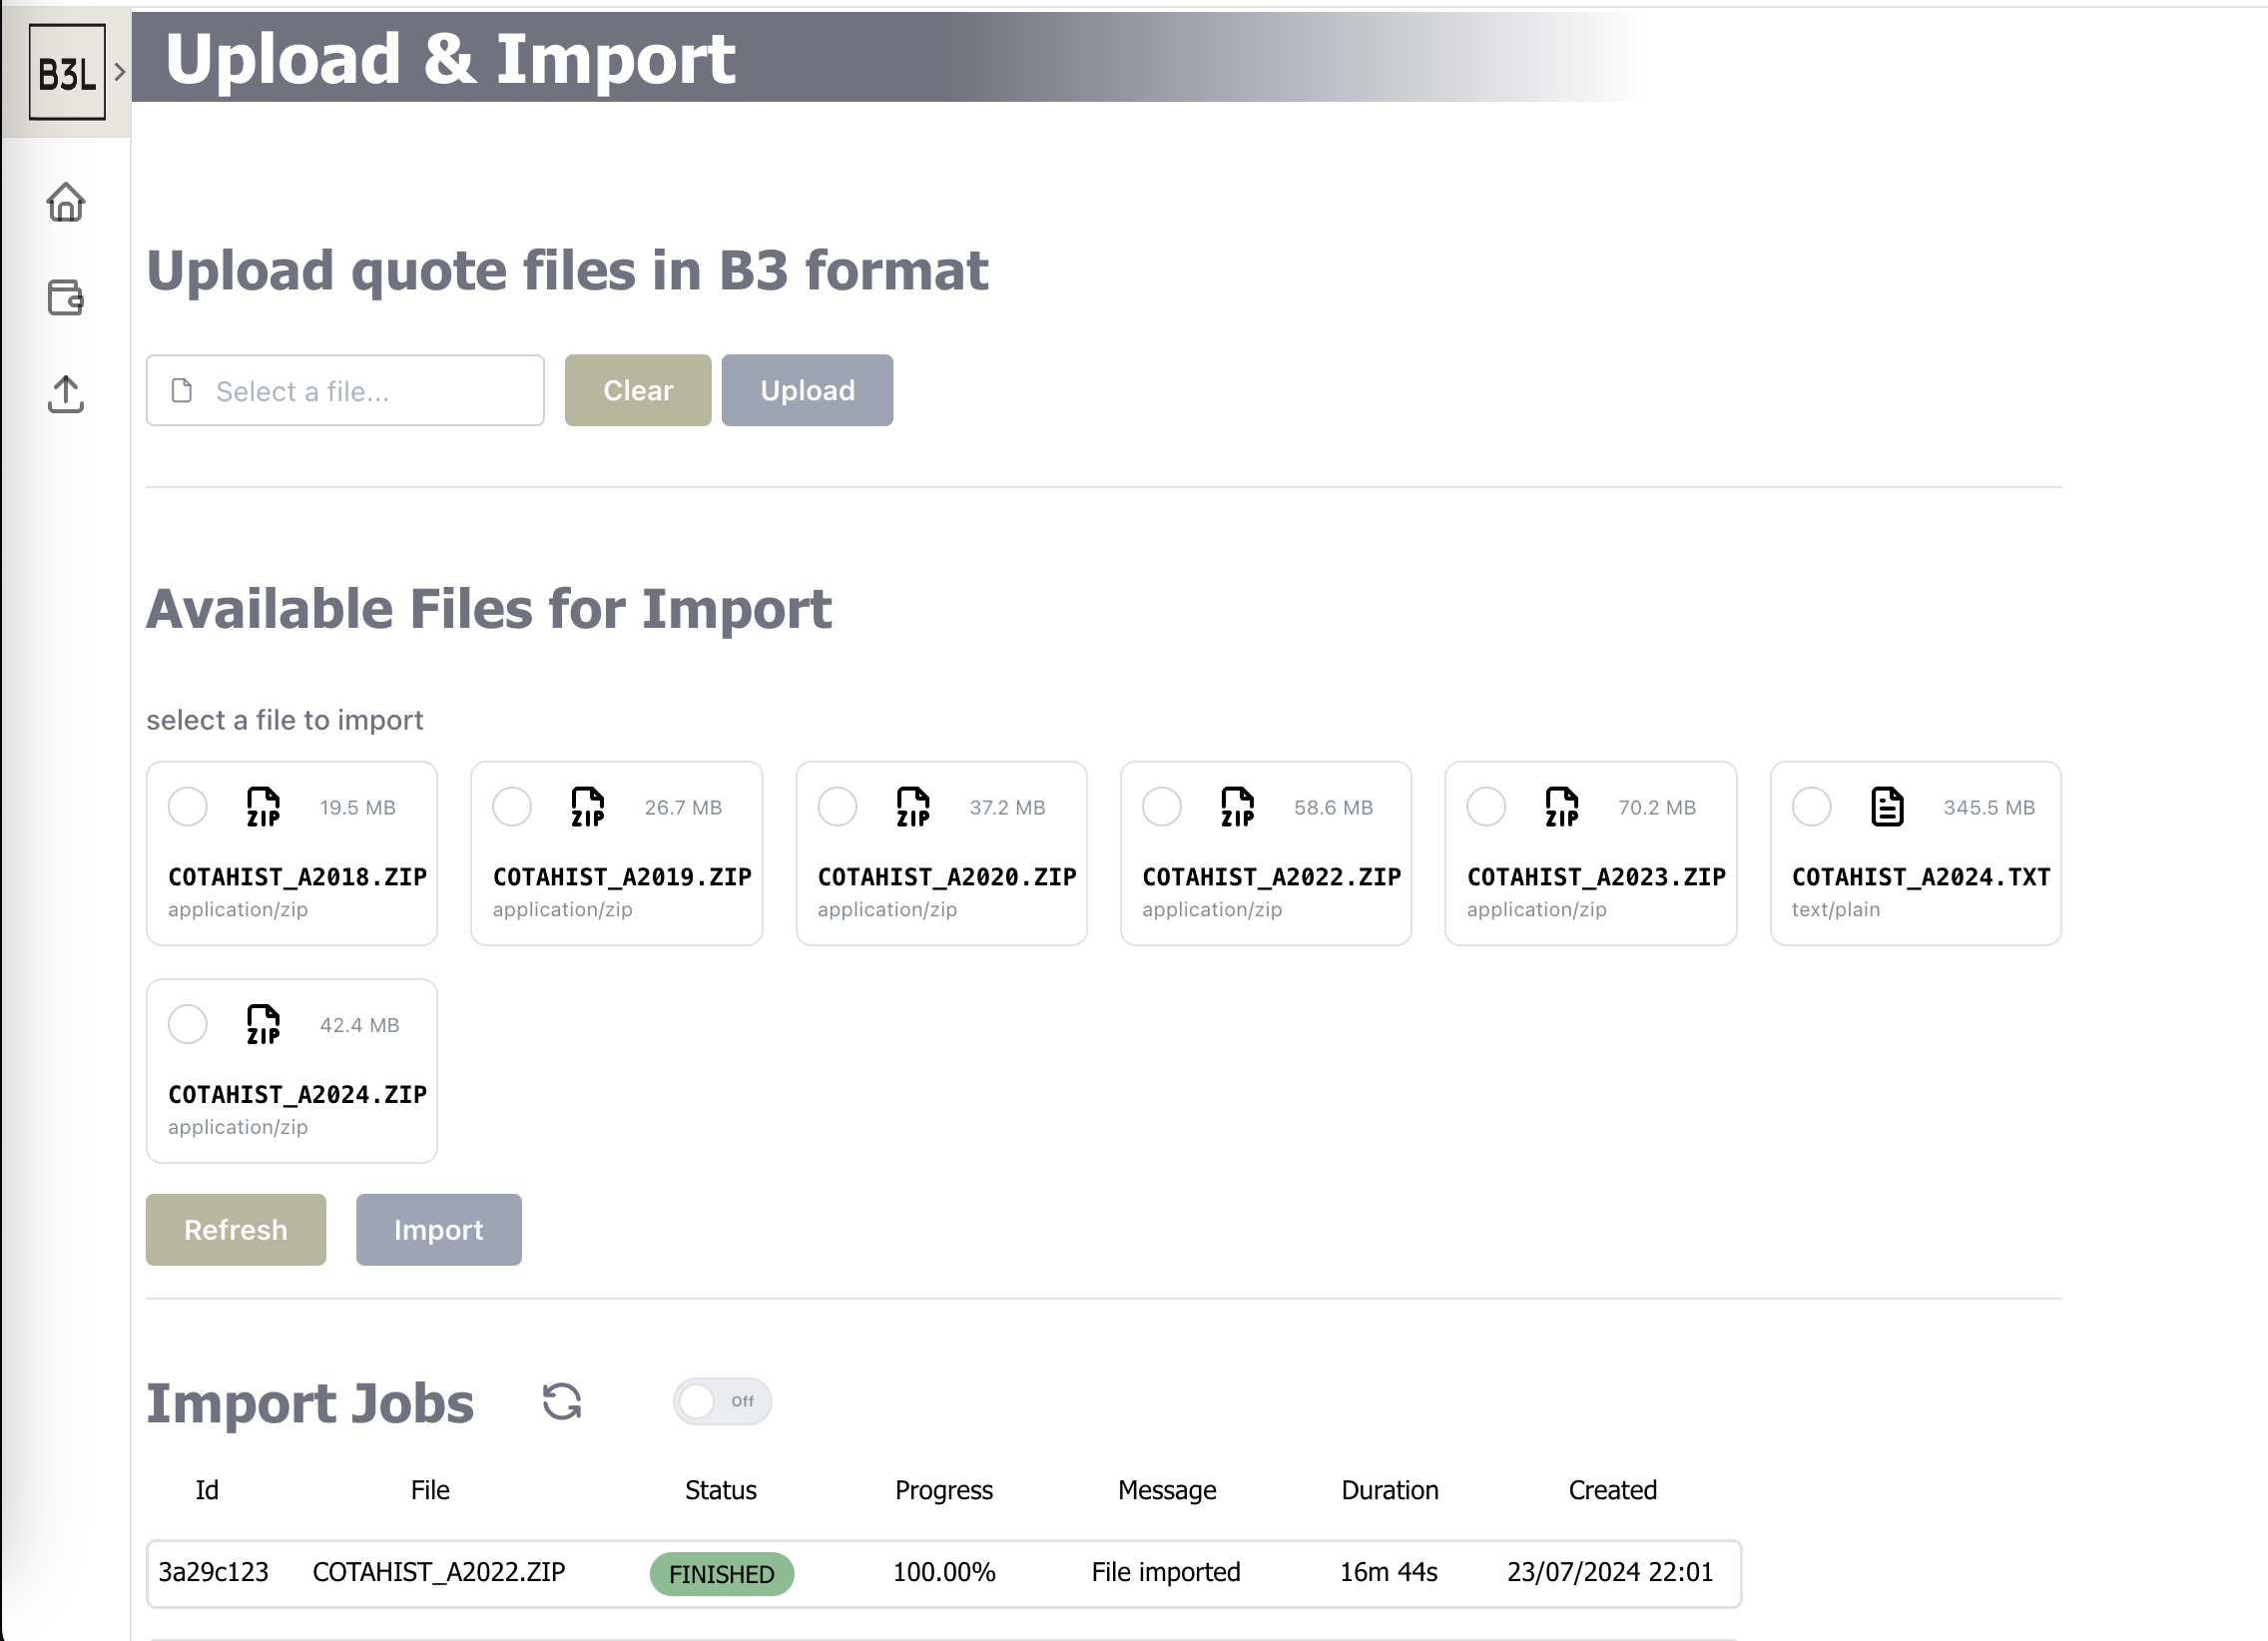 B3L
Upload & Import
Upload quote files in B3 format
Select a file...
Clear
Upload
Available Files for Import
select a file to import
ZIP 19.5 MB
COTAHIST_A2018.ZIP
application/zip
ZIP 26.7 MB
COTAHIST_A2019.ZIP
application/zip
ZIP 37.2 MB
COTAHIST_A2020.ZIP
application/zip
ZIP 58.6 MB
COTAHIST_A2022.ZIP
application/zip
ZIP 70.2 MB
COTAHIST_A2023.ZIP
application/zip
345.5 MB
COTAHIST_A2024.TXT
text/plain
ZIP 42.4 MB
COTAHIST_A2024.ZIP
application/zip
Refresh
Import
Import Jobs Off
Id File Status Progress Message Duration Created
3a29c123 COTAHIST_A2022.ZIP FINISHED 100.00% File imported 16m 44s 23/07/2024 22:01